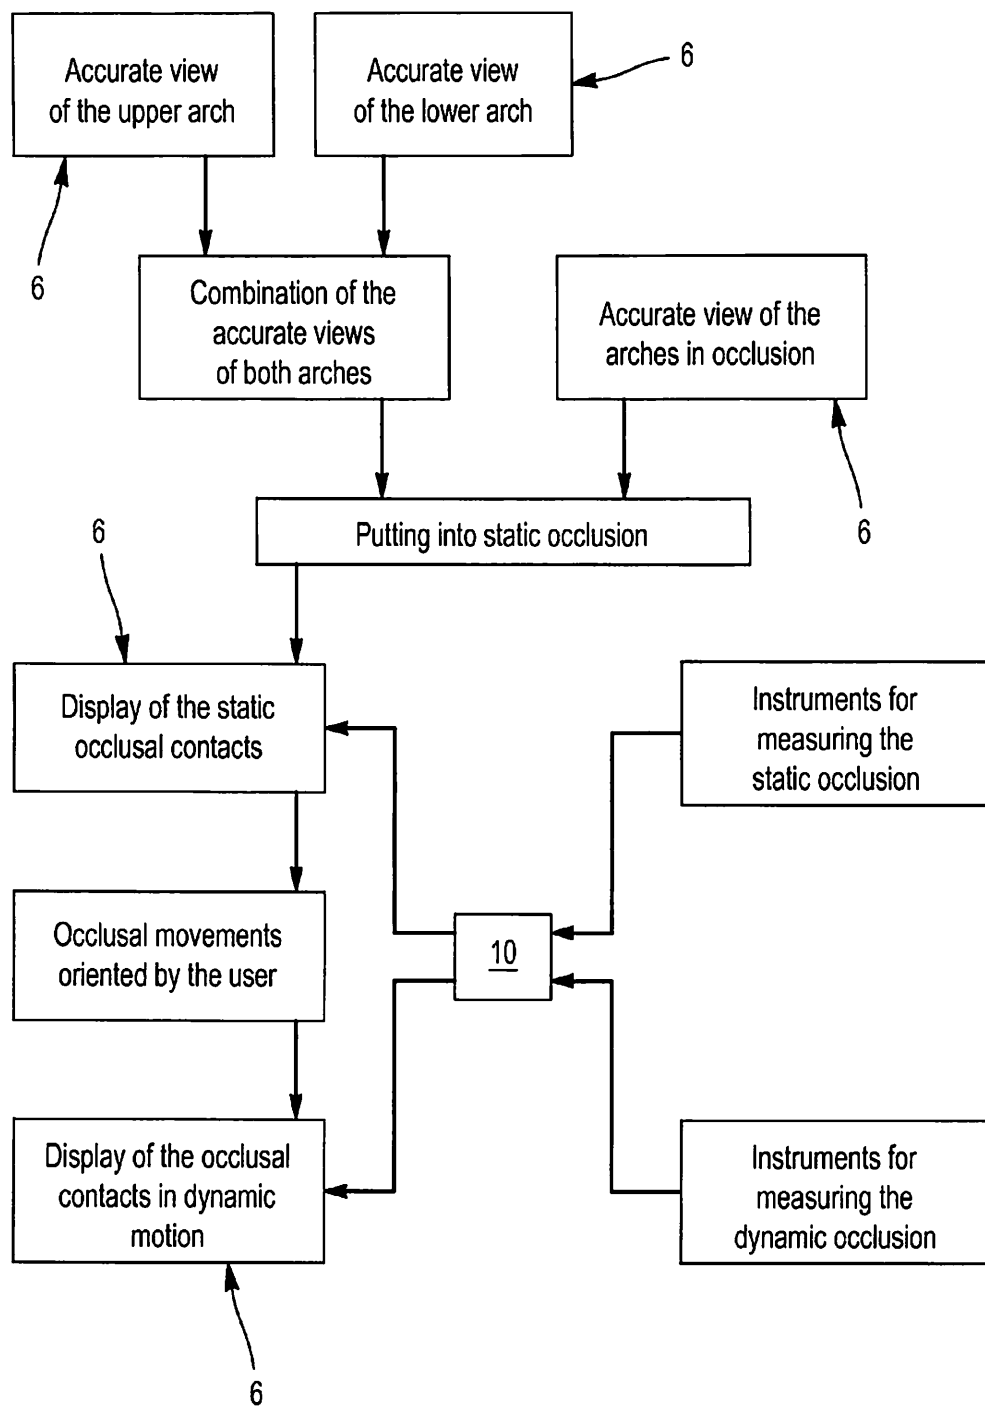 Accurate view
of the upper arch
Accurate view
of the lower arch
6
6
Combination of the
accurate views
of both arches
Accurate view of the
arches in occlusion
6
Putting into static occlusion
6
Display of the static
occlusal contacts
Instruments for
measuring the
static occlusion
Occlusal movements
oriented by the user
10
Display of the occlusal
contacts in dynamic
motion
Instruments for
measuring the
dynamic occlusion
6